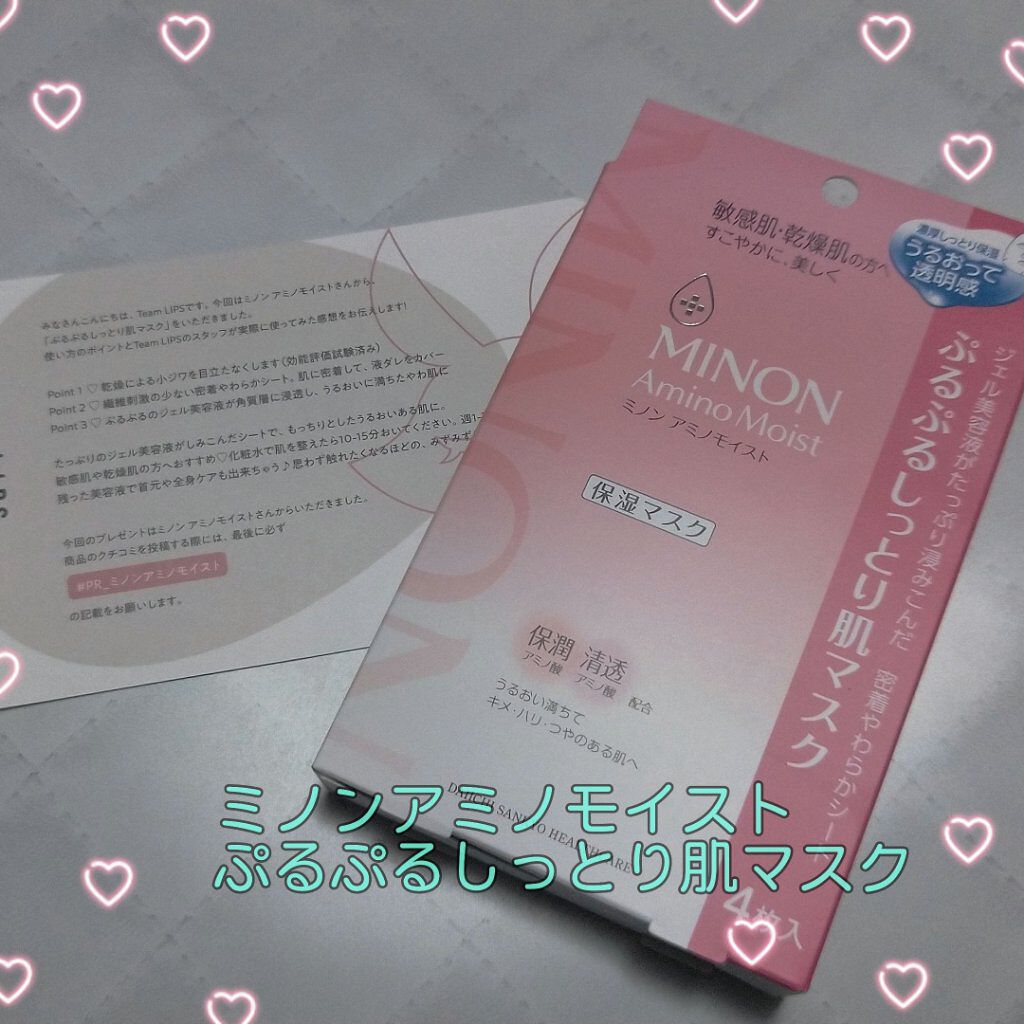 みなさんこんにちは、Team LIPSです。今回はミノン アミノモイストさんから、
「ぷるぷるしっとり肌マスク」をいただきました。
使い方のポイントとTeam LIPSのスタッフが実際に使ってみた感想をお伝えします!
Point 1 ♡ 乾燥による小ジワを目立たなくします(効能評価試験済み)
Point 2 ♡ 繊維刺激の少ない密着やわらかシート。肌に密着して、液ダレをカバー
Point 3 ♡ ぷるぷるのジェル美容液が角質層に浸透し、うるおいに満ちたやわ肌に
たっぷりのジェル美容液がしみこんだシートで、もっちりとしたうるおいある肌に。
敏感肌や乾燥肌の方へおすすめ♡化粧水で肌を整えたら10-15分おいてください。週1-
残った美容液で首元や全身ケアも出来ちゃう♪思わず触れたくなるほどの、みずみず
今回のプレゼントはミノン アミノモイストさんからいただきました。
商品のクチコミを投稿する際には、最後に必ず
#PR_ミノンアミノモイスト
の記載をお願いします。
敏感肌・乾燥肌の方へ
すこやかに、美しく
濃厚しっとり保湿
うるおって
透明感
MINON
Amino Moist
ミノン アミノモイスト
保湿マスク
ジェル美容液がたっぷり浸みこんだ 密着やわらかシート
ぷるぷるしっとり肌マスク
保潤 清透
アミノ酸 アミノ酸 配合
うるおい満ちて
キメ・ハリ・つやのある肌へ
DAIICHI SANKYO HEALTHCARE
4枚入
MINON
ミノンアミノモイスト
ぷるぷるしっとり肌マスク